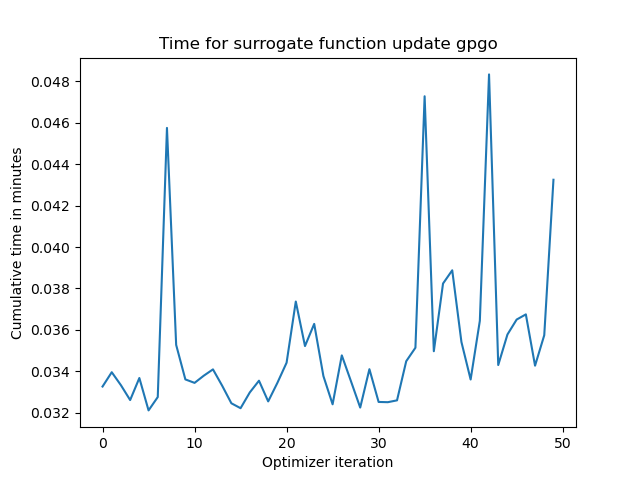 Time for surrogate function update gpgo
Cumulative time in minutes
0.048
0.046
0.044
0.042
0.040
0.038
0.036
0.034
0.032
0 10 20 30 40 50
Optimizer iteration